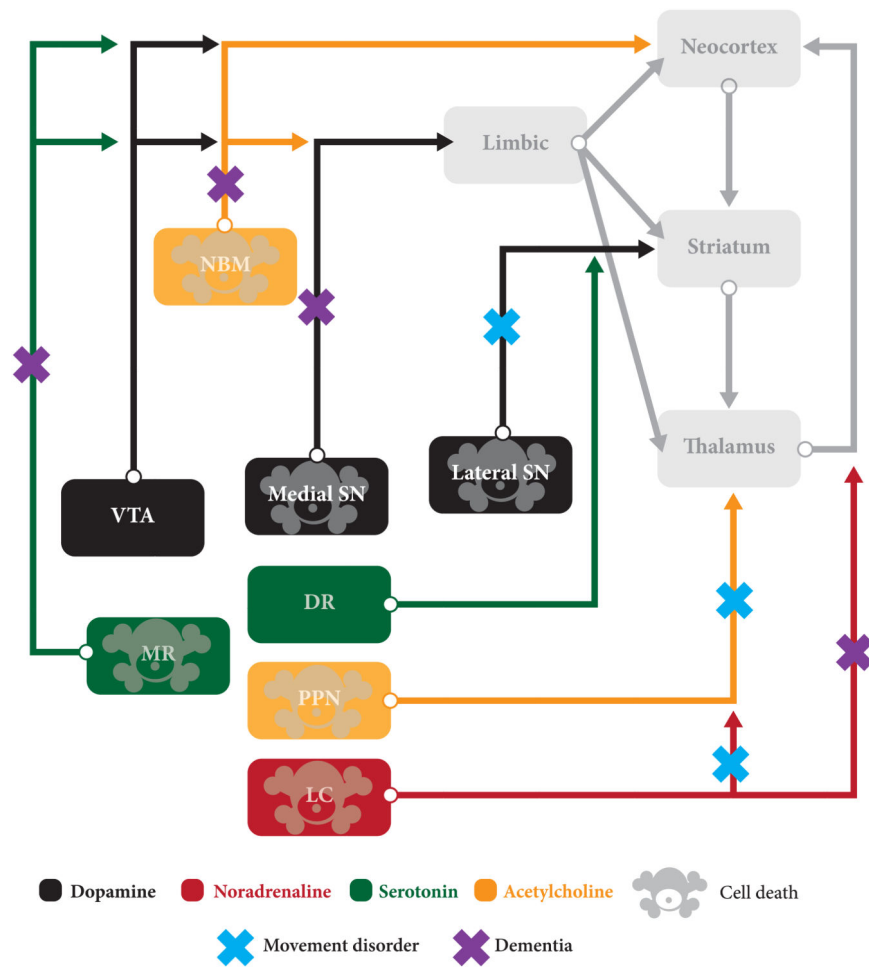 Neocortex
Limbic
NBM
Striatum
Thalamus
Medial SN
Lateral SN
VTA
DR
MR
PPN
LC
Dopamine
Noradrenaline
Serotonin
Acetylcholine
Cell death
Movement disorder
Dementia